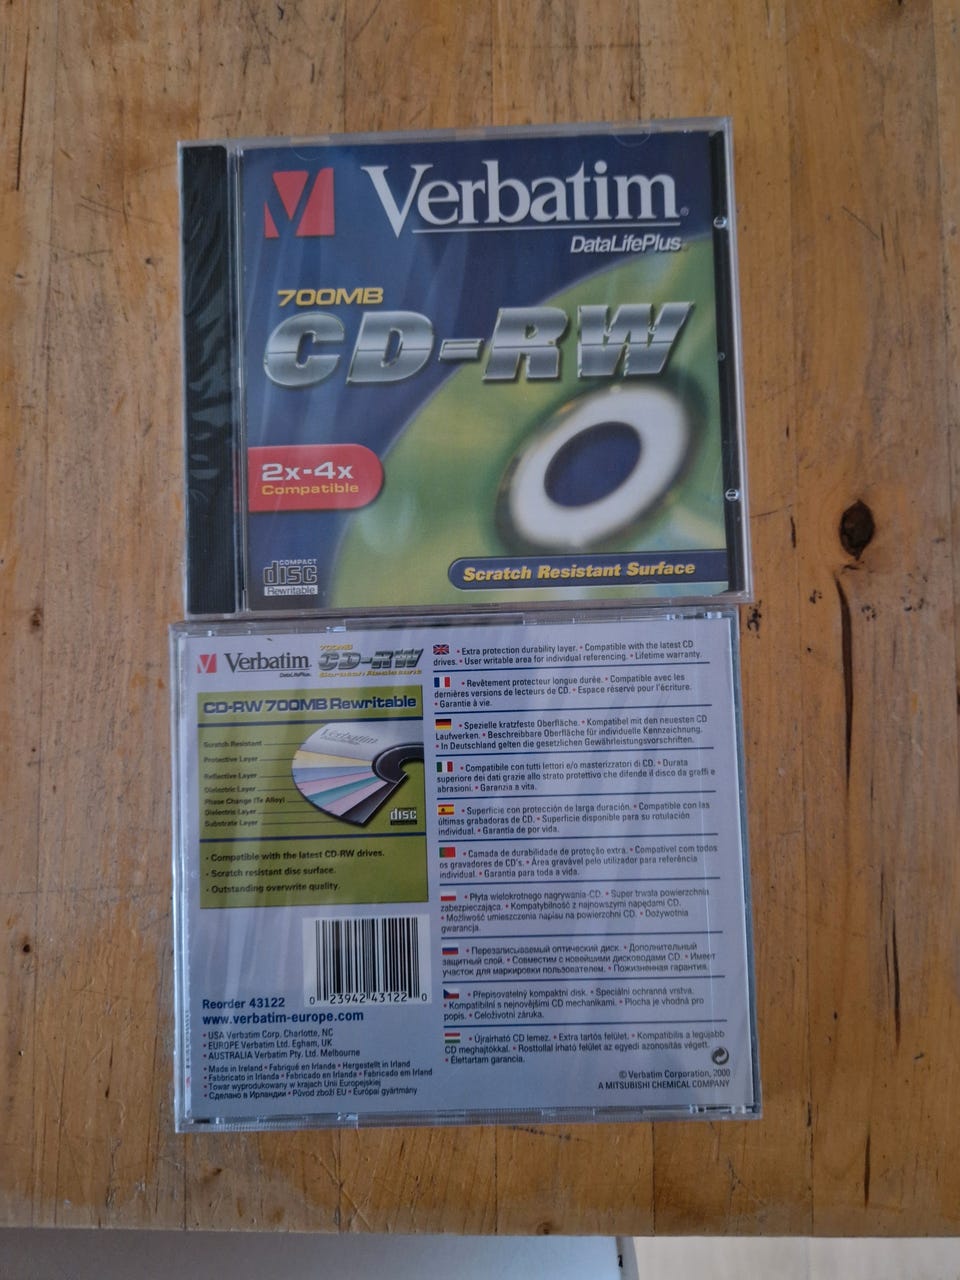 Verbatim®
DataLifePlus®
700MB
CD-RW
2x-4x
Compatible
COMPACT
disc
Rewritable
Scratch Resistant Surface
Verbatim.
DataLifePlus.
700MB
CD-RW
Scratch Resistant
CD-RW 700MB Rewritable
Verbatim
Scratch Resistant
Protective Layer
Reflective Layer
Dielectric Layer
Phase Change (Te Alloy)
Dielectric Layer
Substrate Layer
disc
• Compatible with the latest CD-RW drives.
• Scratch resistant disc surface.
• Outstanding overwrite quality.
0 23942 43122 0
Reorder 43122
www.verbatim-europe.com
• USA Verbatim Corp. Charlotte, NC
• EUROPE Verbatim Ltd. Egham, UK
• AUSTRALIA Verbatim Pty. Ltd. Melbourne
• Made in Ireland • Fabriqué en Irlande • Hergestellt in Irland
• Fabbricato in Irlanda • Fabricado en Irlanda • Fabricado em Irland
• Towar wyprodukowany w krajach Unii Europejskiej
• Сделано в Ирландии • Původ zboží EU • Európai gyártmány
• Extra protection durability layer. • Compatible with the latest CD
drives. • User writable area for individual referencing. • Lifetime warranty.
• Revêtement protecteur longue durée. • Compatible avec les
dernières versions de lecteurs de CD. • Espace réservé pour l'écriture.
• Garantie à vie.
• Spezielle kratzfeste Oberfläche. • Kompatibel mit den neuesten CD
Laufwerken. • Beschreibbare Oberfläche für individuelle Kennzeichnung.
• In Deutschland gelten die gesetzlichen Gewährleistungsvorschriften.
• Compatibile con tutti lettori e/o masterizzatori di CD. • Durata
superiore dei dati grazie allo strato protettivo che difende il disco da graffi e
abrasioni. • Garanzia a vita.
• Superficie con protección de larga duración. • Compatible con las
últimas grabadoras de CD. • Superficie disponible para su rotulación
individual. • Garantia de por vida.
• Camada de durabilidade de proteção extra. • Compatível com todos
os gravadores de CD's. • Área gravável pelo utilizador para referência
individual. • Garantia para toda a vida.
• Płyta wielokrotnego nagrywania-CD. • Super trwała powierzchnia
zabezpieczająca. • Kompatybilność z najnowszymi napędami CD.
• Możliwość umieszczenia napisu na powierzchni CD. • Dożywotnia
gwarancja.
• Перезаписываемый оптический диск. • Дополнительный
защитный слой. • Совместим с новейшими дисководами CD. • Имеет
участок для маркировки пользователем. • Пожизненная гарантия.
• Přepisovatelný kompaktní disk. • Speciální ochranná vrstva.
• Kompatibilní s nejnovějšími CD mechanikami. • Plocha je vhodná pro
popis. • Celoživotní záruka.
• Újraírható CD lemez. • Extra tartós felület. • Kompatibilis a legújabb
CD meghajtókkal. • Rosttollal írható felület az egyedi azonosítás végett.
• Élettartam garancia.
© Verbatim Corporation, 2000
A MITSUBISHI CHEMICAL COMPANY